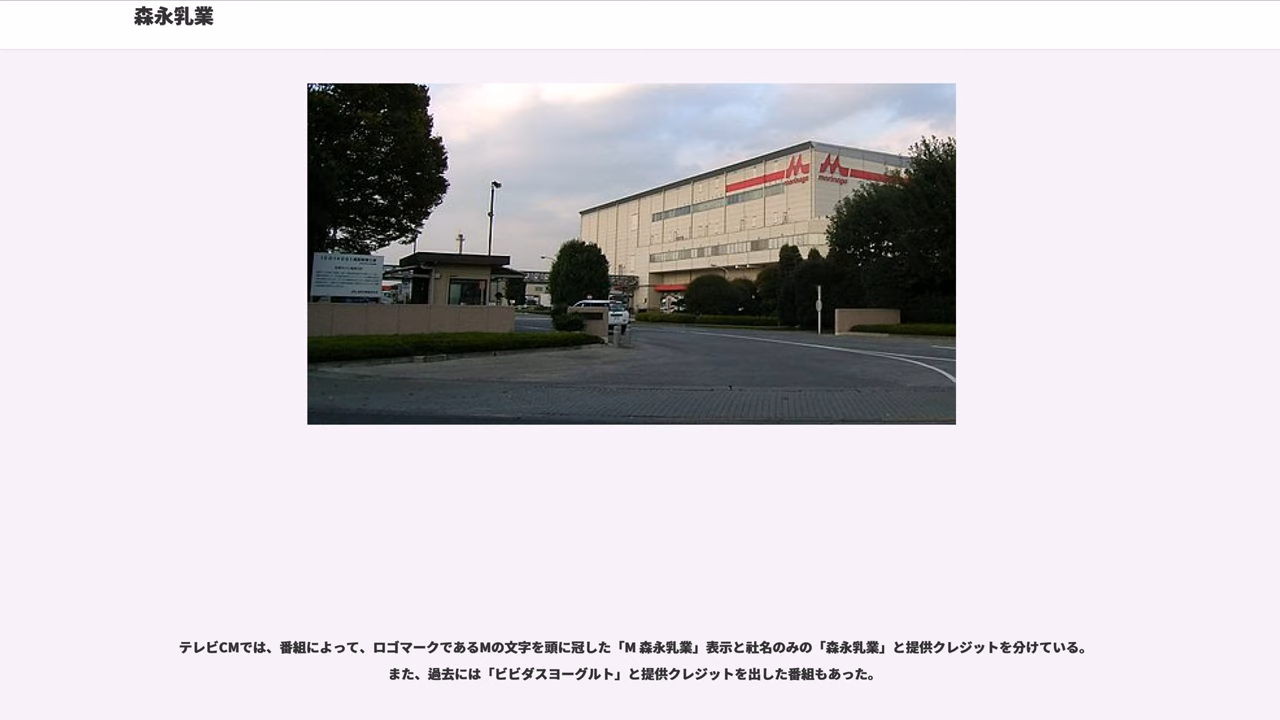 森永乳業
morinaga
morinaga
テレビCMでは、番組によって、ロゴマークであるMの文字を頭に冠した「M 森永乳業」表示と社名のみの「森永乳業」と提供クレジットを分けている。
また、過去には「ビビダスヨーグルト」と提供クレジットを出した番組もあった。